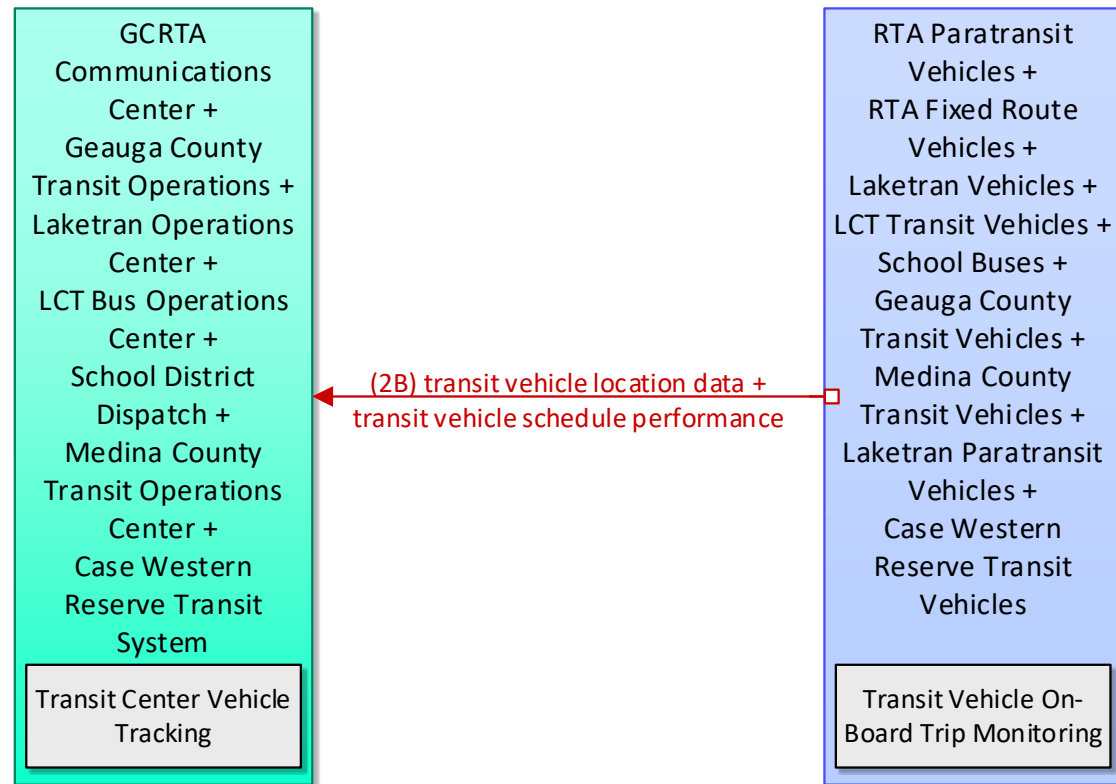 GCRTA
Communications
Center +
Geauga County
Transit Operations +
Laketran Operations
Center +
LCT Bus Operations
Center +
School District
Dispatch +
Medina County
Transit Operations
Center +
Case Western
Reserve Transit
System
Transit Center Vehicle
Tracking
(2B) transit vehicle location data +
transit vehicle schedule performance
RTA Paratransit
Vehicles +
RTA Fixed Route
Vehicles +
Laketran Vehicles +
LCT Transit Vehicles +
School Buses +
Geauga County
Transit Vehicles +
Medina County
Transit Vehicles +
Laketran Paratransit
Vehicles +
Case Western
Reserve Transit
Vehicles
Transit Vehicle On-
Board Trip Monitoring